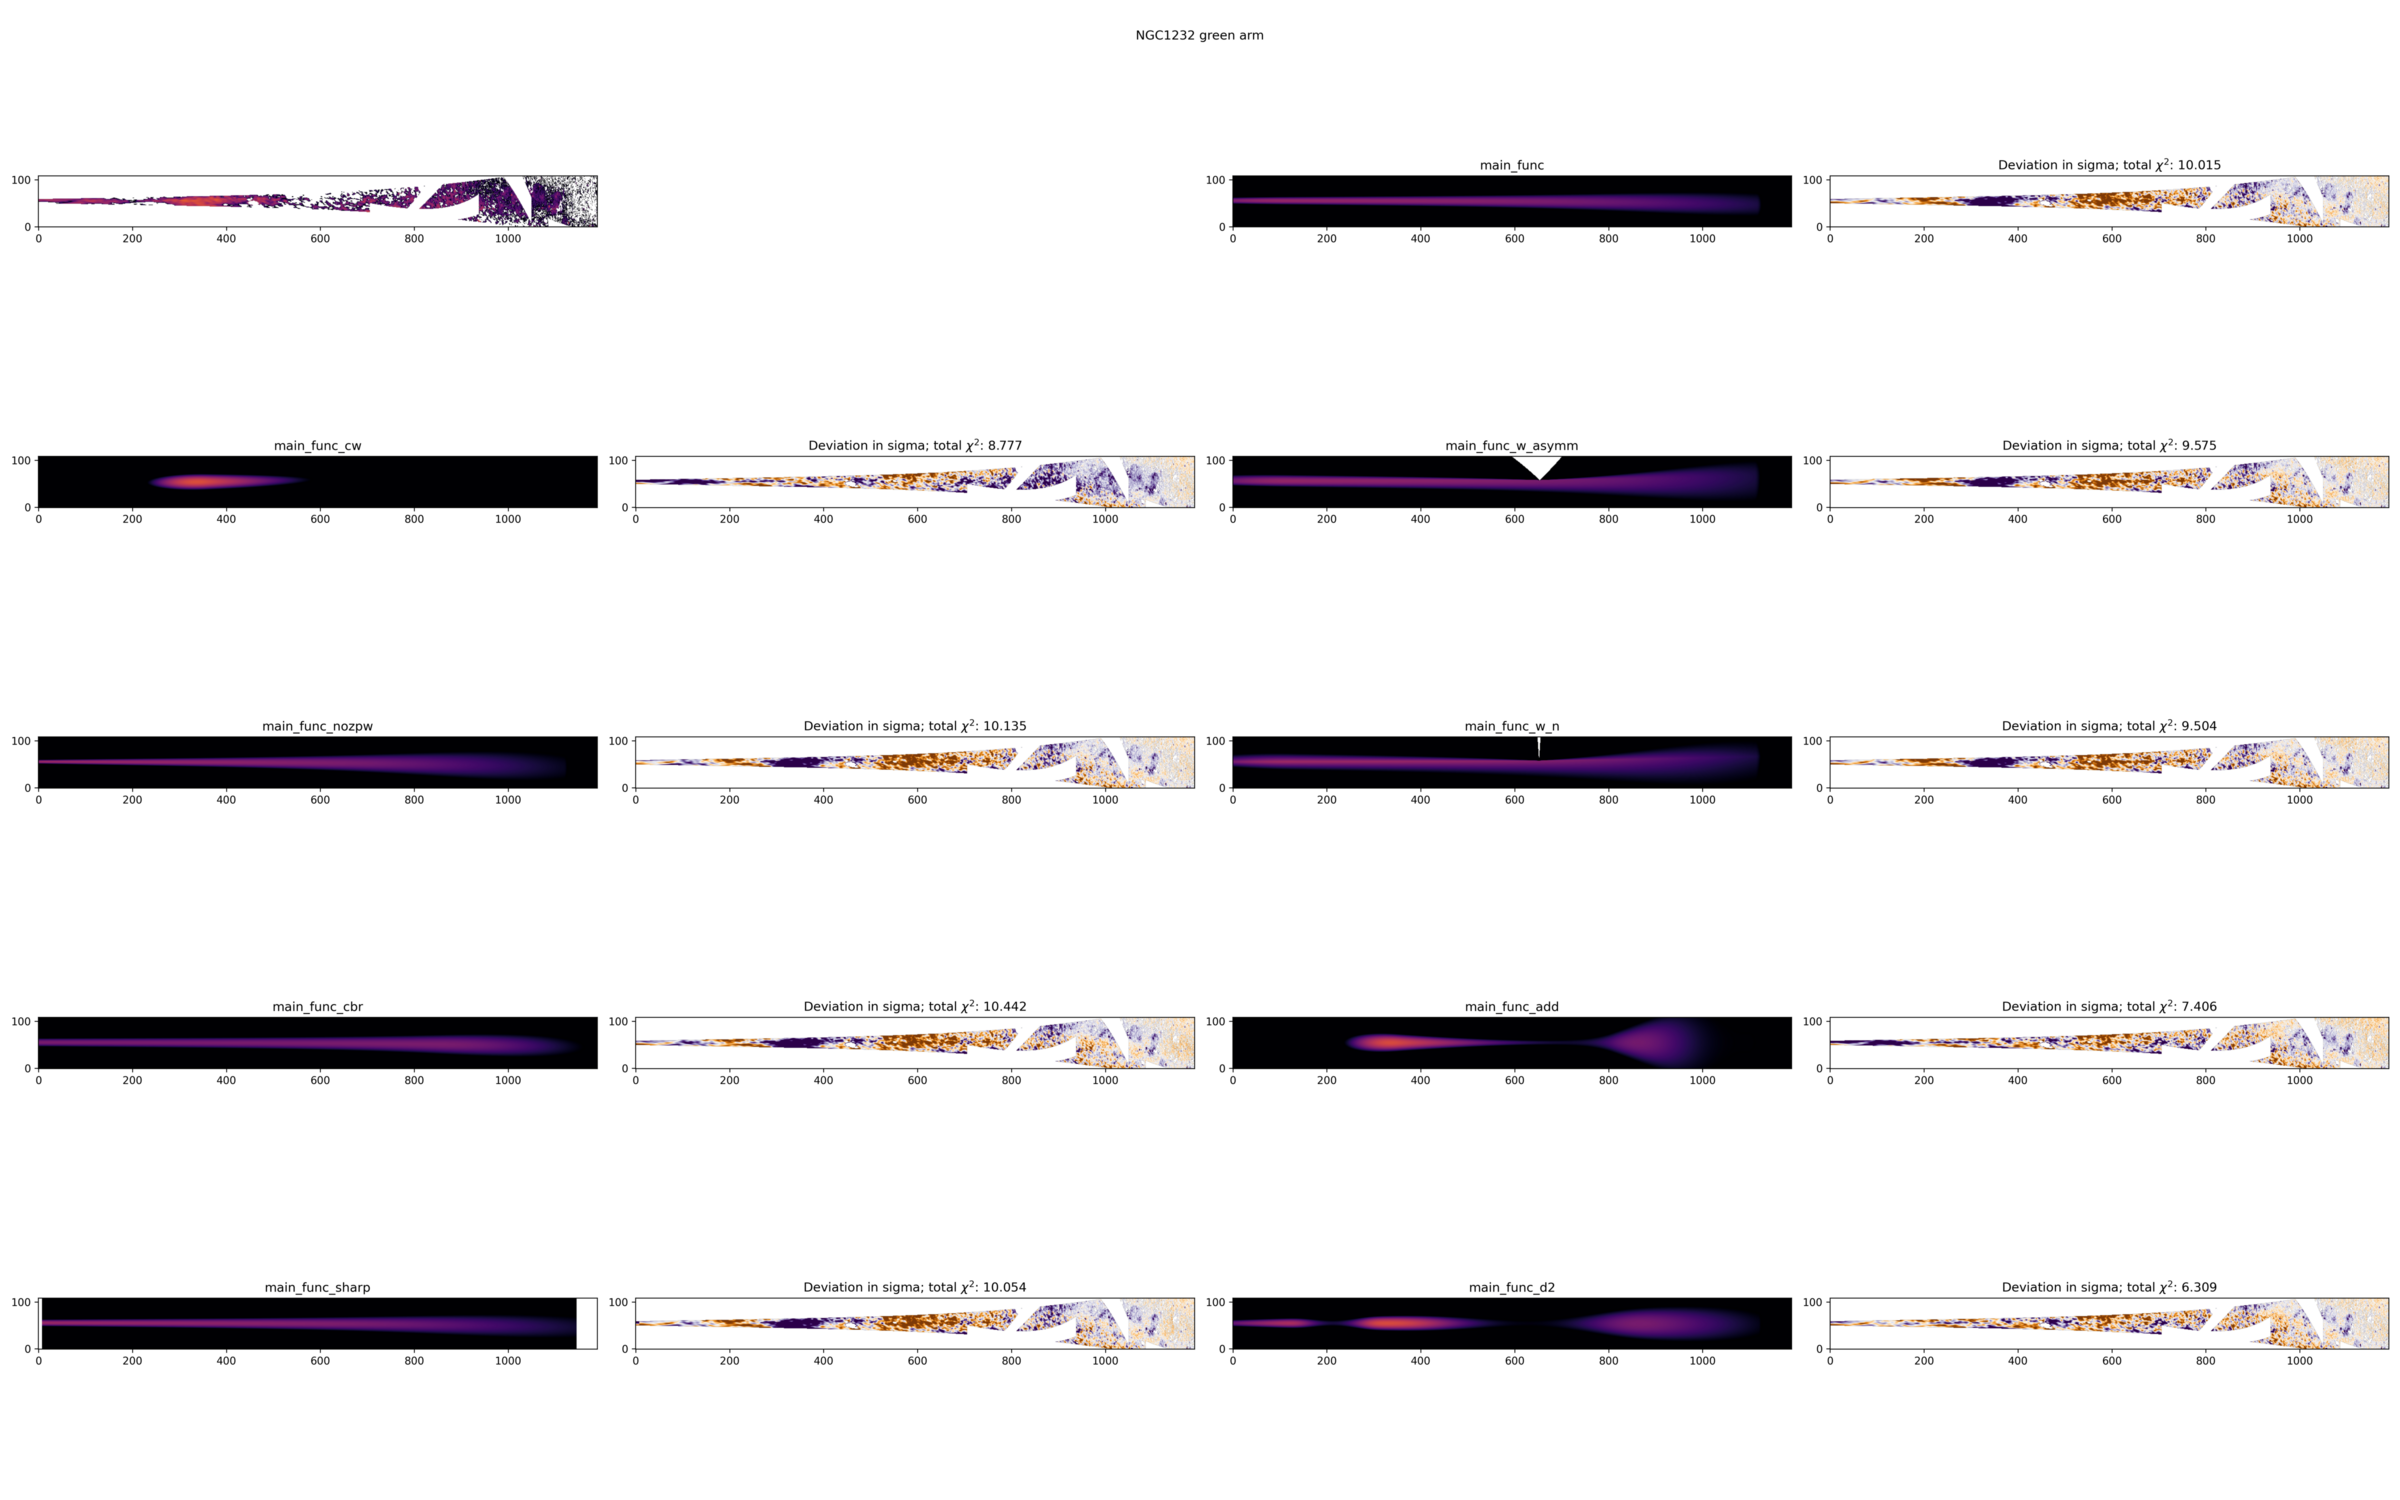 NGC1232 green arm
main_func
Deviation in sigma; total χ²: 10.015
100
0
0 200 400 600 800 1000
100
0
0 200 400 600 800 1000
100
0
0 200 400 600 800 1000
main_func_cw
Deviation in sigma; total χ²: 8.777
main_func_w_asymm
Deviation in sigma; total χ²: 9.575
100
0
0 200 400 600 800 1000
100
0
0 200 400 600 800 1000
100
0
0 200 400 600 800 1000
100
0
0 200 400 600 800 1000
main_func_nozpw
Deviation in sigma; total χ²: 10.135
main_func_w_n
Deviation in sigma; total χ²: 9.504
100
0
0 200 400 600 800 1000
100
0
0 200 400 600 800 1000
100
0
0 200 400 600 800 1000
100
0
0 200 400 600 800 1000
main_func_cbr
Deviation in sigma; total χ²: 10.442
main_func_add
Deviation in sigma; total χ²: 7.406
100
0
0 200 400 600 800 1000
100
0
0 200 400 600 800 1000
100
0
0 200 400 600 800 1000
100
0
0 200 400 600 800 1000
main_func_sharp
Deviation in sigma; total χ²: 10.054
main_func_d2
Deviation in sigma; total χ²: 6.309
100
0
0 200 400 600 800 1000
100
0
0 200 400 600 800 1000
100
0
0 200 400 600 800 1000
100
0
0 200 400 600 800 1000